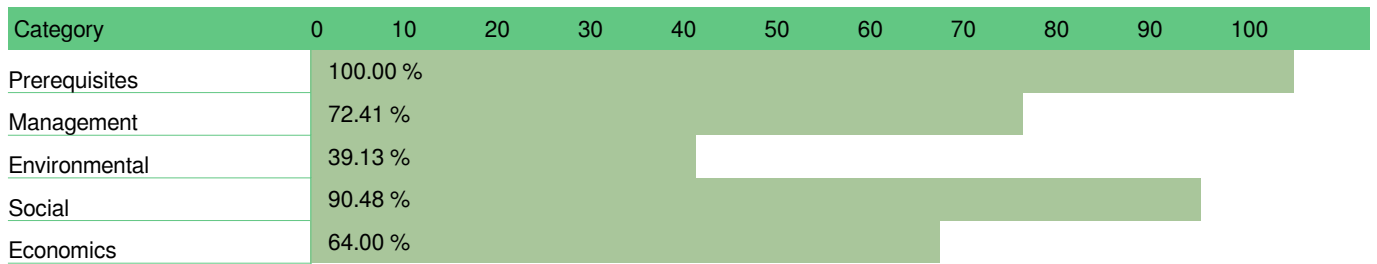 Category 0 10 20 30 40 50 60 70 80 90 100
Prerequisites 100.00 %
Management 72.41 %
Environmental 39.13 %
Social 90.48 %
Economics 64.00 %